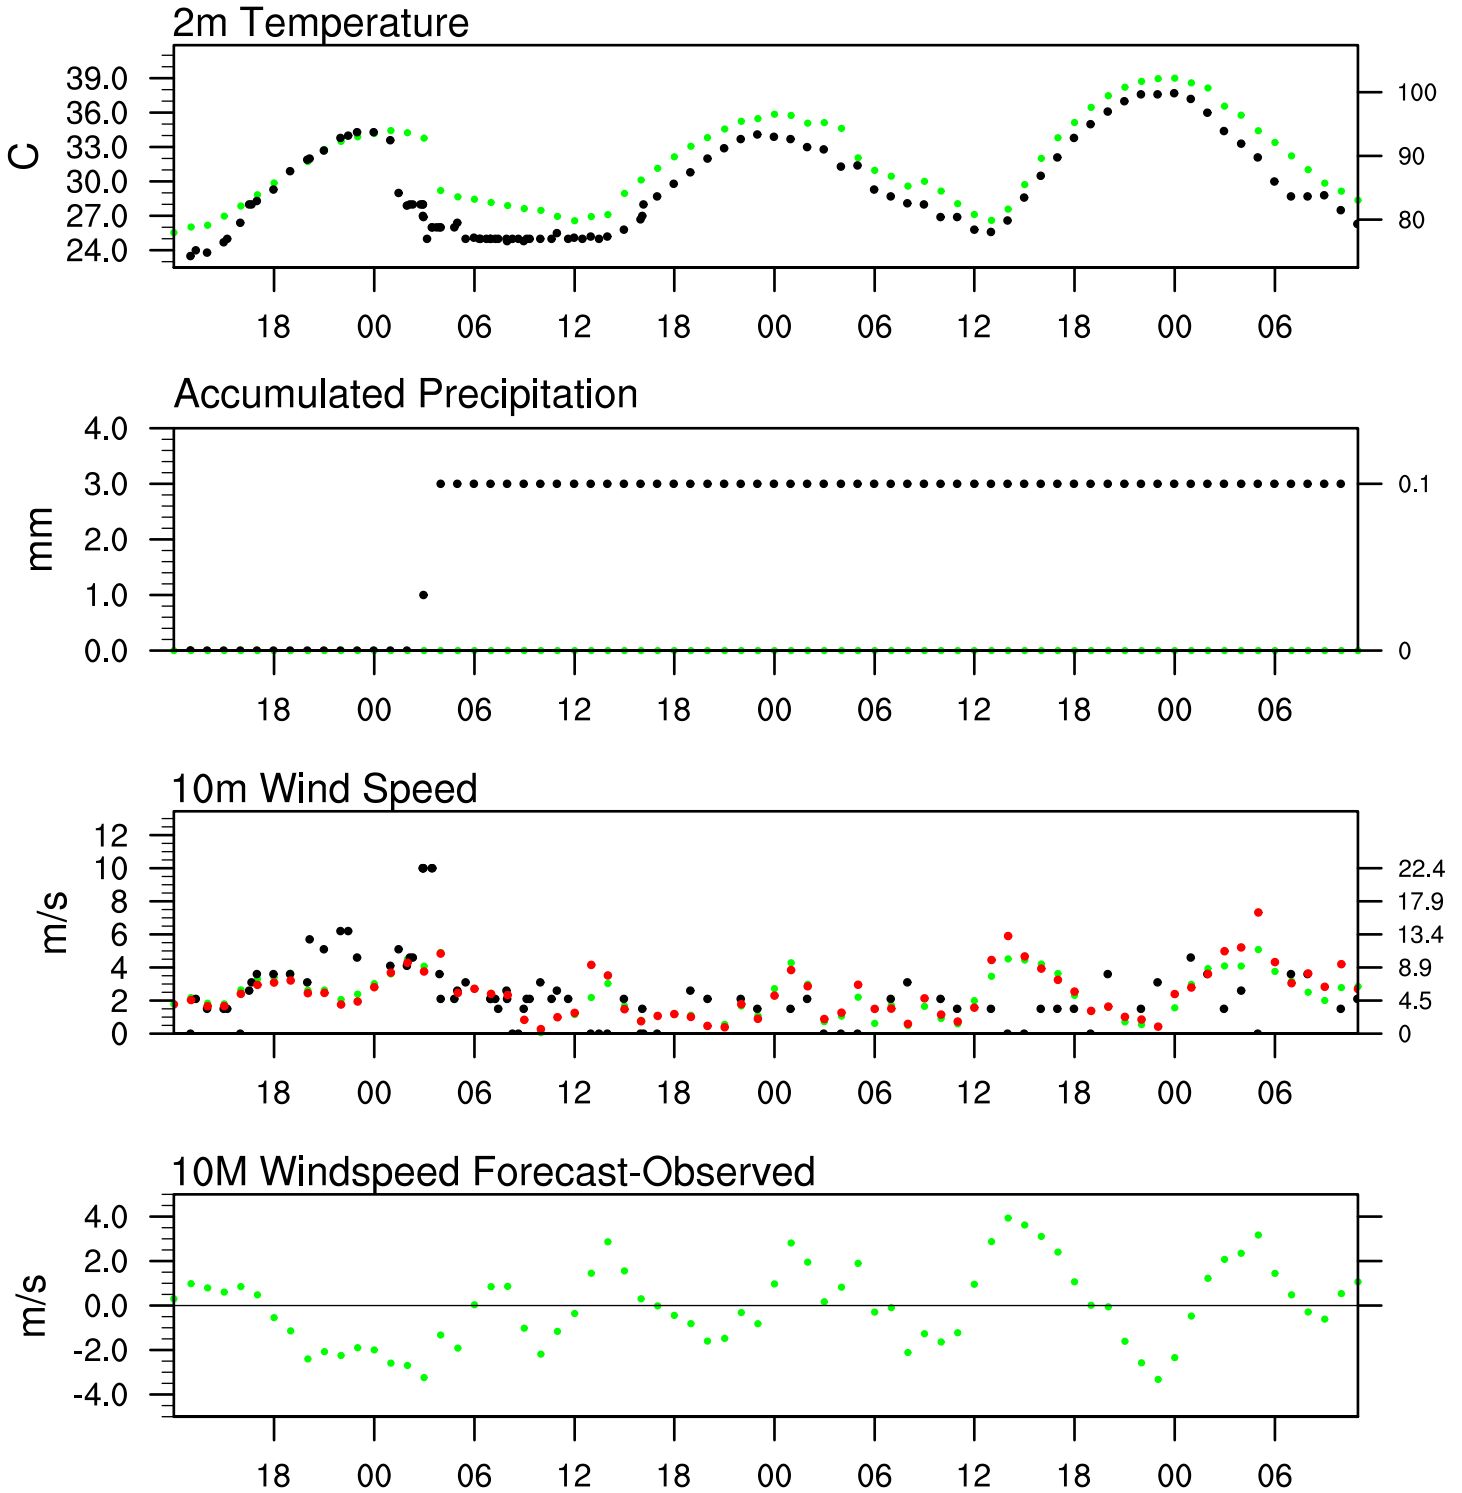 2m Temperature
39.0
36.0
33.0
30.0
27.0
24.0
C
100
90
80
18 00 06 12 18 00 06 12 18 00 06
Accumulated Precipitation
4.0
3.0
2.0
1.0
0.0
mm
0.1
0
18 00 06 12 18 00 06 12 18 00 06
10m Wind Speed
12
10
8
6
4
2
0
m/s
22.4
17.9
13.4
8.9
4.5
0
18 00 06 12 18 00 06 12 18 00 06
10M Windspeed Forecast-Observed
4.0
2.0
0.0
-2.0
-4.0
m/s
18 00 06 12 18 00 06 12 18 00 06